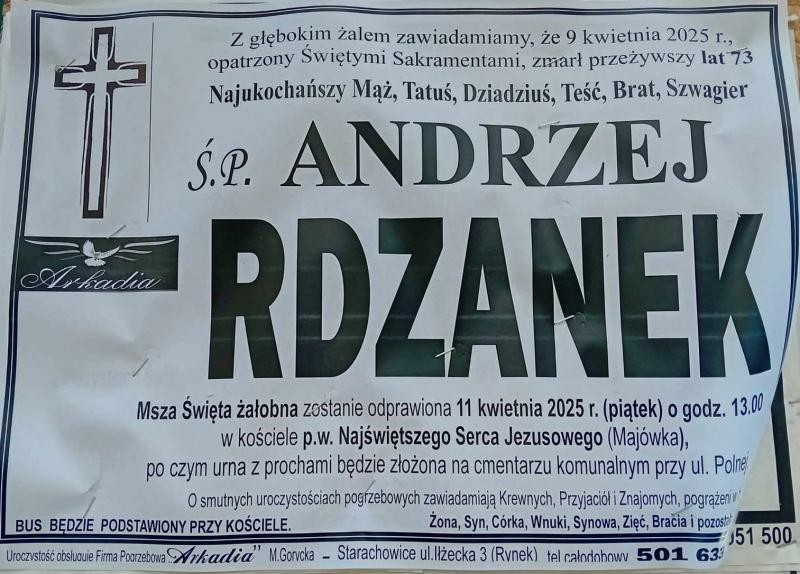 Z głębokim żalem zawiadamiamy, że 9 kwietnia 2025 r.,
opatrzony Świętymi Sakramentami, zmarł przeżywszy lat 73
Najukochańszy Mąż, Tatuś, Dziadziuś, Teść, Brat, Szwagier
Ś.P. ANDRZEJ
RDZANEK
Arkadia
Msza Święta żałobna zostanie odprawiona 11 kwietnia 2025 r. (piątek) o godz. 13.00
w kościele p.w. Najświętszego Serca Jezusowego (Majówka),
po czym urna z prochami będzie złożona na cmentarzu komunalnym przy ul. Polnej
O smutnych uroczystościach pogrzebowych zawiadamiają Krewnych, Przyjaciół i Znajomych, pogrążeni w
BUS BĘDZIE PODSTAWIONY PRZY KOŚCIELE.
Żona, Syn, Córka, Wnuki, Synowa, Zięć, Bracia i
051 500
Uroczystość obsługuje Firma Pogrzebowa "Arkadia" M.Gorycka – Starachowice ul.Iłżecka 3 (Rynek) tel całodobowy 501 63